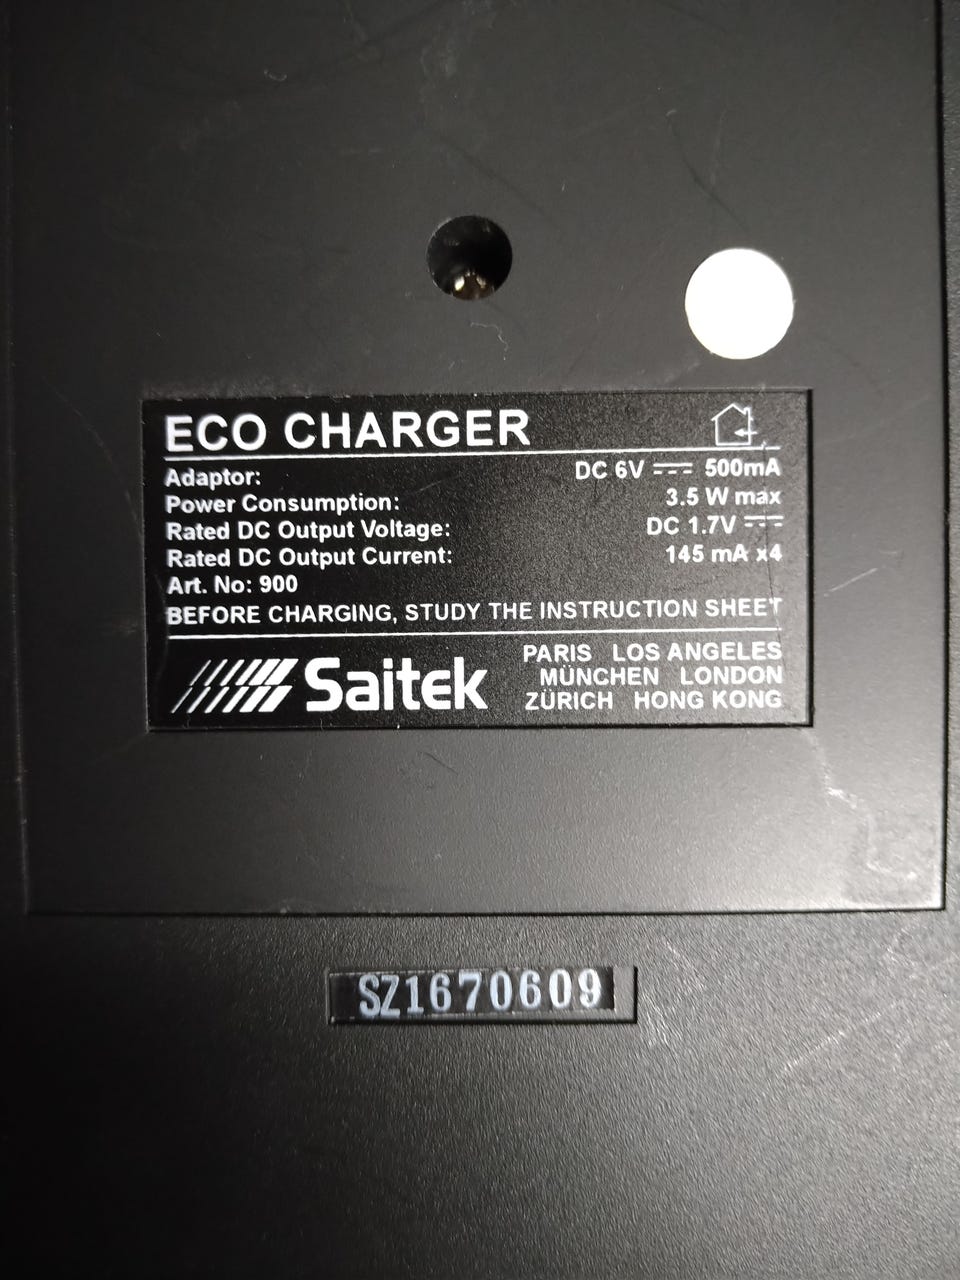 ECO CHARGER
Adaptor: DC 6V ⎓ 500mA
Power Consumption: 3.5 W max
Rated DC Output Voltage: DC 1.7V ⎓
Rated DC Output Current: 145 mA x4
Art. No: 900
BEFORE CHARGING, STUDY THE INSTRUCTION SHEET
Saitek
PARIS LOS ANGELES
MÜNCHEN LONDON
ZÜRICH HONG KONG
SZ1670609